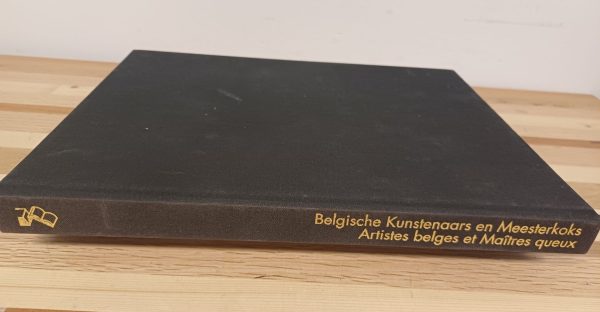 Belgische Kunstenaars en Meesterkoks
Artistes belges et Maîtres queux